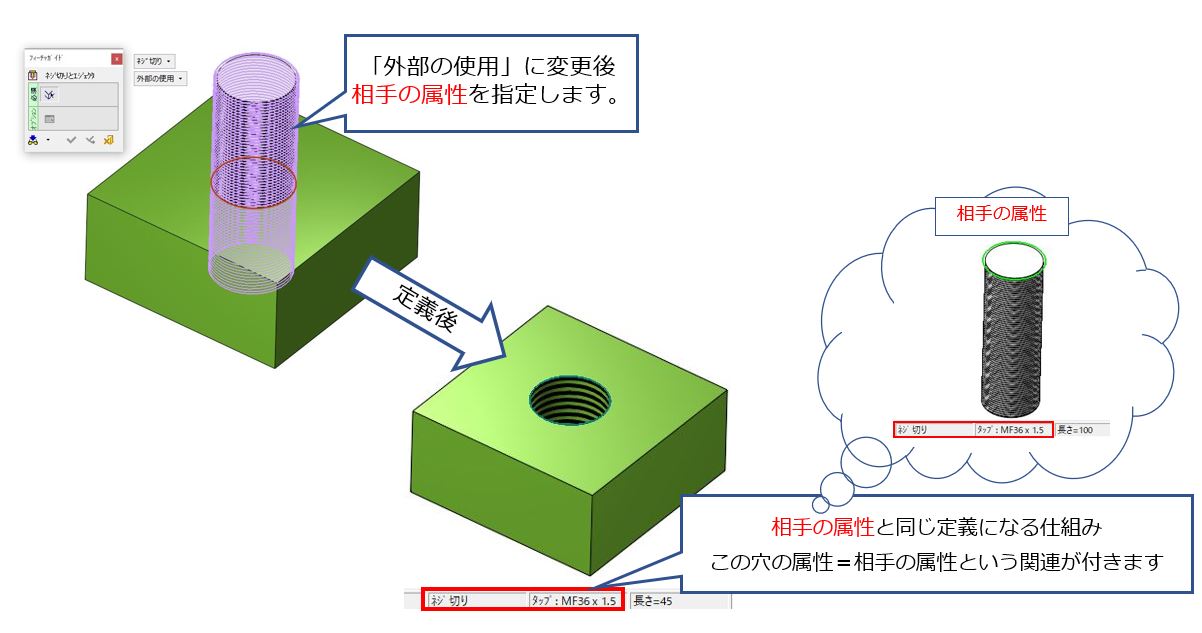 フィーチャガイド
ネジ切りとエジェクタ
ネジ切り
外部の使用
オプション
「外部の使用」に変更後
相手の属性を指定します。
定義後
相手の属性
ネジ切り タップ : MF36 x 1.5 長さ=100
相手の属性と同じ定義になる仕組み
この穴の属性＝相手の属性という関連が付きます
ネジ切り タップ : MF36 x 1.5 長さ=45